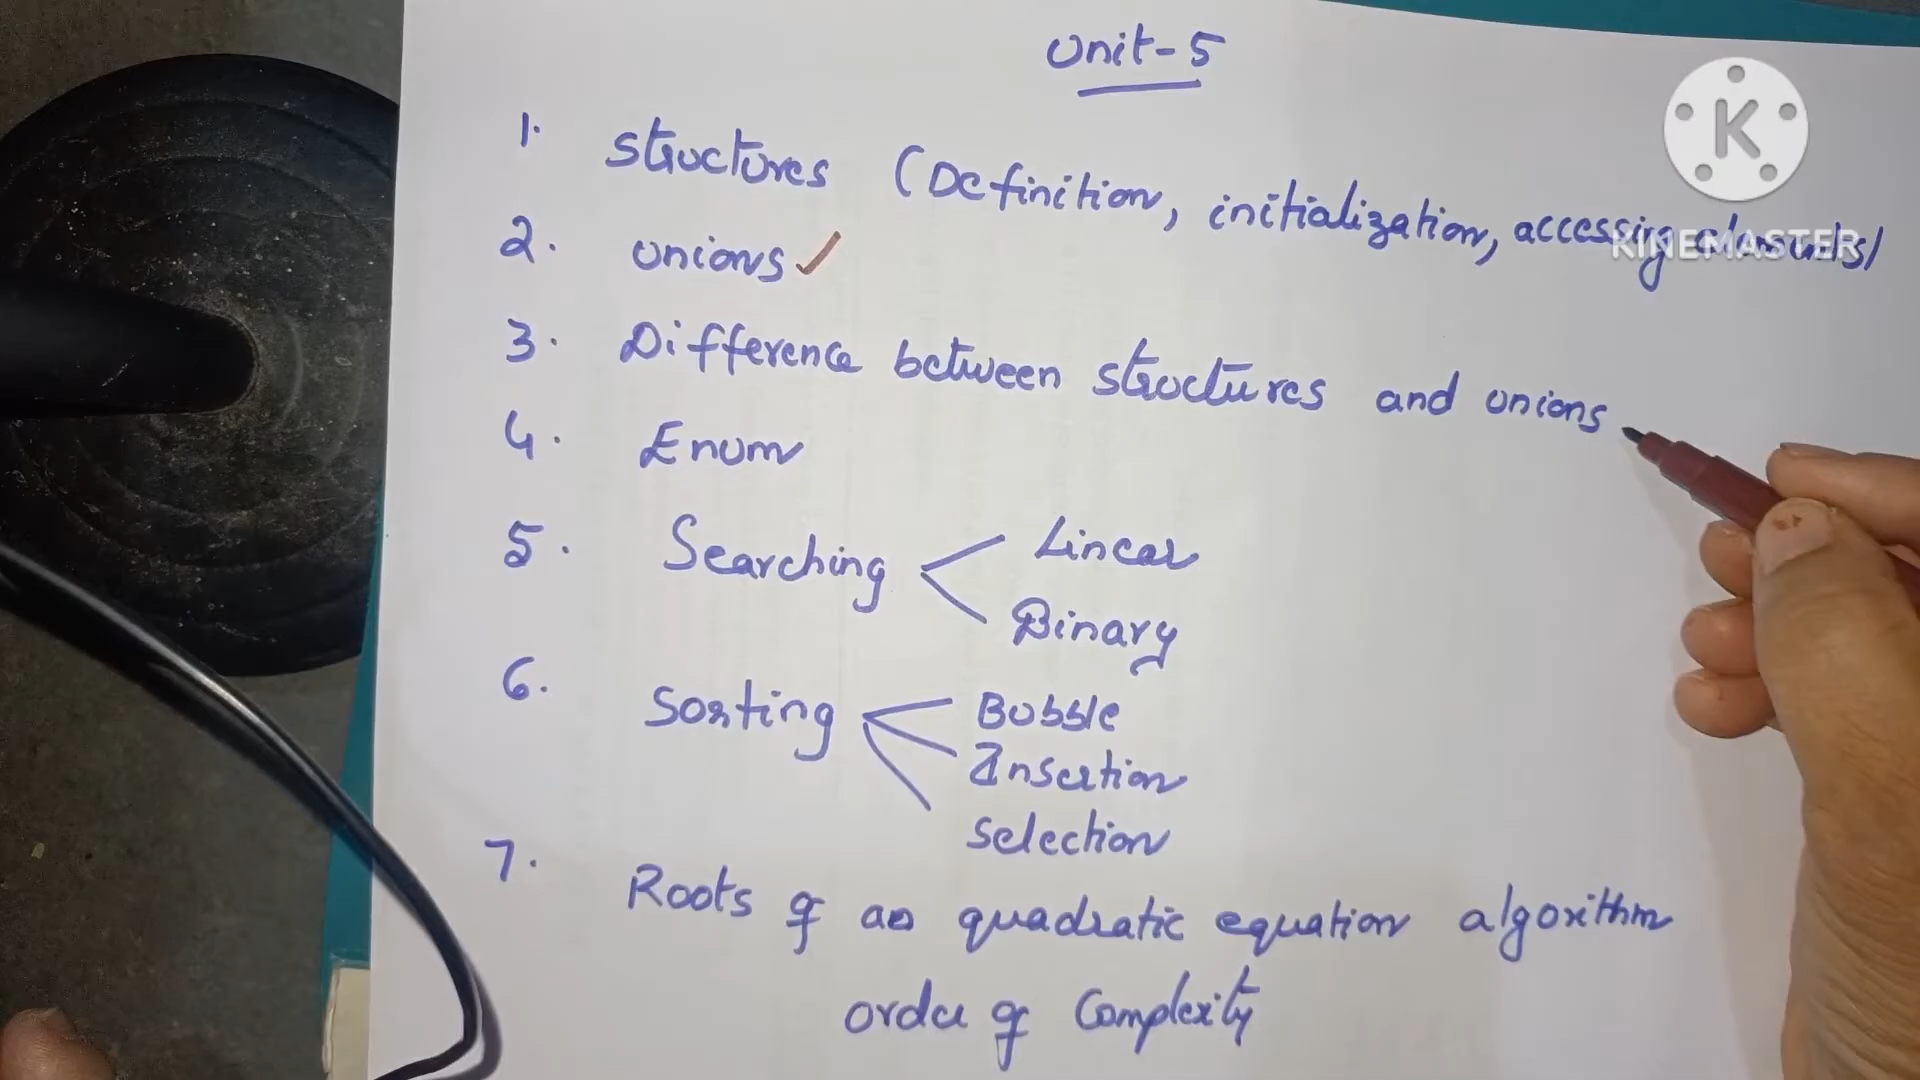 Unit-5
1. Structures (Definition, initialization, accessing elements)
2. Unions ✓
3. Difference between structures and unions
4. Enum
5. Searching
Linear
Binary
6. Sorting
Bubble
Insertion
Selection
7. Roots of an quadratic equation algorithm
order of Complexity
K
KINEMASTER